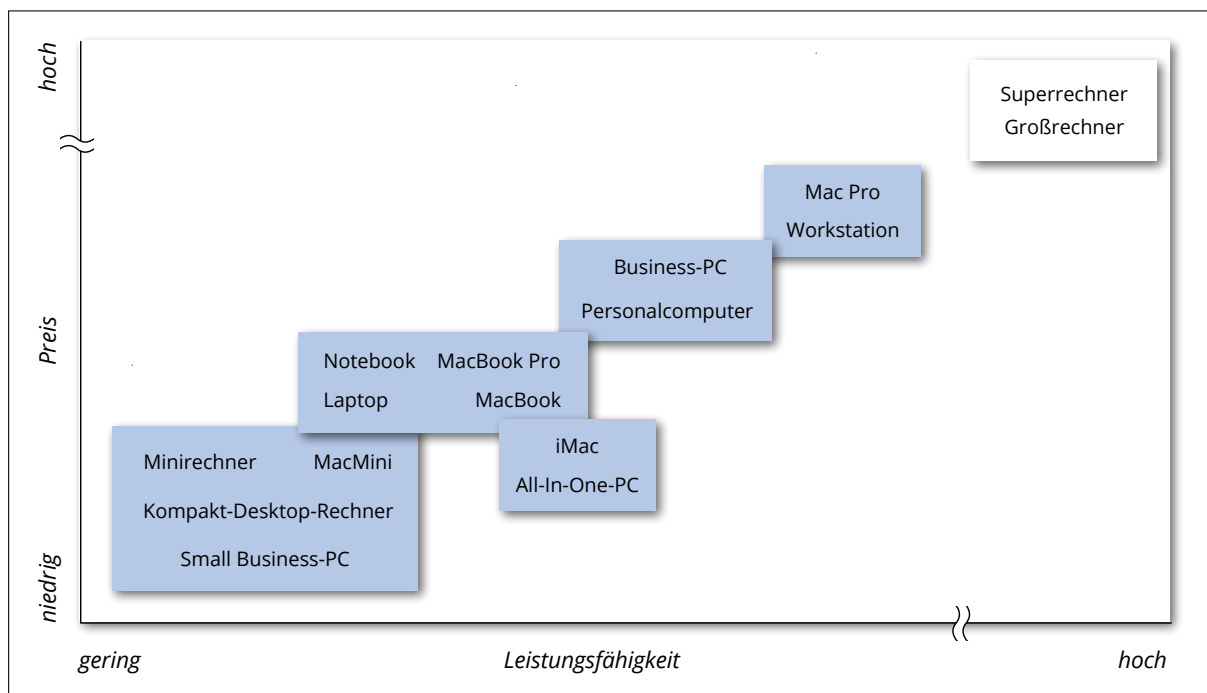 hoch
Superrechner
Großrechner
Mac Pro
Workstation
Business-PC
Personalcomputer
Preis
Notebook MacBook Pro
Laptop MacBook
iMac
All-In-One-PC
Minirechner MacMini
Kompakt-Desktop-Rechner
Small Business-PC
niedrig
gering Leistungsfähigkeit hoch